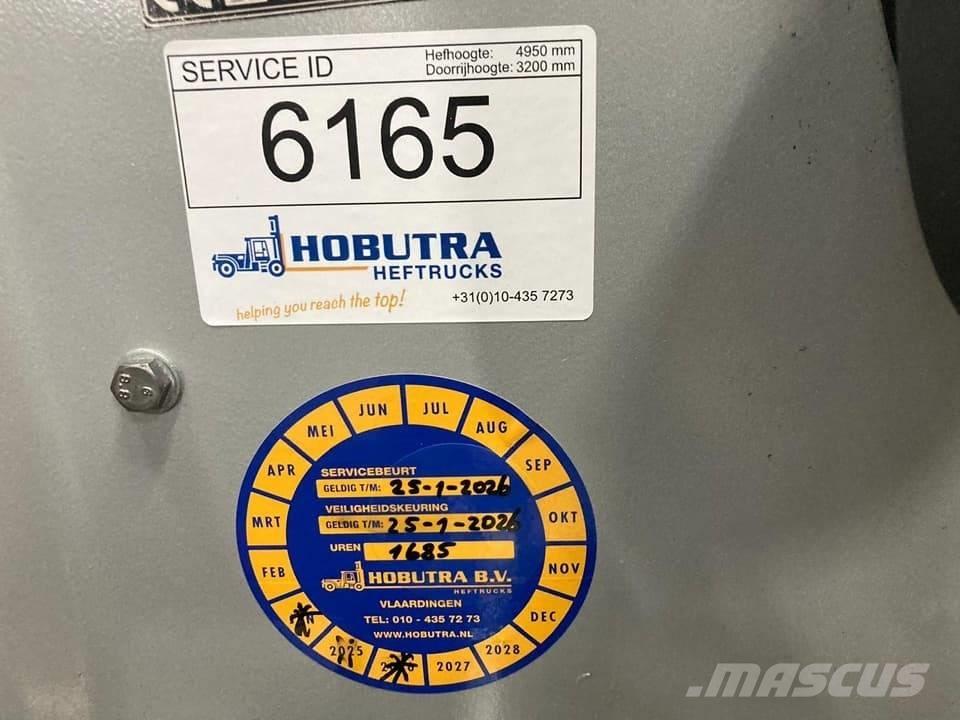 SERVICE ID
Hefhoogte: 4950 mm
Doorrijhoogte: 3200 mm
6165
HOBUTRA
HEFTRUCKS
helping you reach the top!
+31(0)10-435 7273
8.8
JUN
JUL
MEI
AUG
APR
SEP
MRT
OKT
FEB
NOV
DEC
SERVICEBEURT
GELDIG T/M: 25-1-2026
VEILIGHEIDSKEURING
GELDIG T/M: 25-1-2026
UREN 1685
HOBUTRA B.V.
HEFTRUCKS
VLAARDINGEN
TEL: 010 - 435 72 73
WWW.HOBUTRA.NL
2025
2027
2028
MASCUS